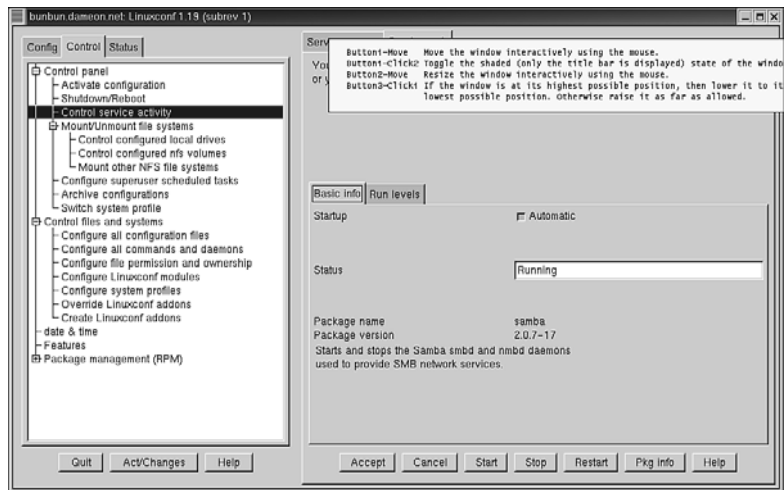 bunbun.dameon.net: Linuxconf 1.19 (subrev 1)
Config Control Status
Control panel
Activate configuration
Shutdown/Reboot
Control service activity
Mount/Unmount file systems
Control configured local drives
Control configured nfs volumes
Mount other NFS file systems
Configure superuser scheduled tasks
Archive configurations
Switch system profile
Control files and systems
Configure all configuration files
Configure all commands and daemons
Configure file permission and ownership
Configure Linuxconf modules
Configure system profiles
Override Linuxconf addons
Create Linuxconf addons
date & time
Features
Package management (RPM)
Quit Act/Changes Help
Button1-Move Move the window interactively using the mouse.
Button1-Click2 Toggle the shaded (only the title bar is displayed) state of the windo
Button2-Move Resize the window interactively using the mouse.
Button3-Click1 If the window is at its highest possible position, then lower it to it
lowest possible position. Otherwise raise it as far as allowed.
Basic info Run levels
Startup Automatic
Status Running
Package name samba
Package version 2.0.7-17
Starts and stops the Samba smbd and nmbd daemons
used to provide SMB network services.
Accept Cancel Start Stop Restart Pkg info Help